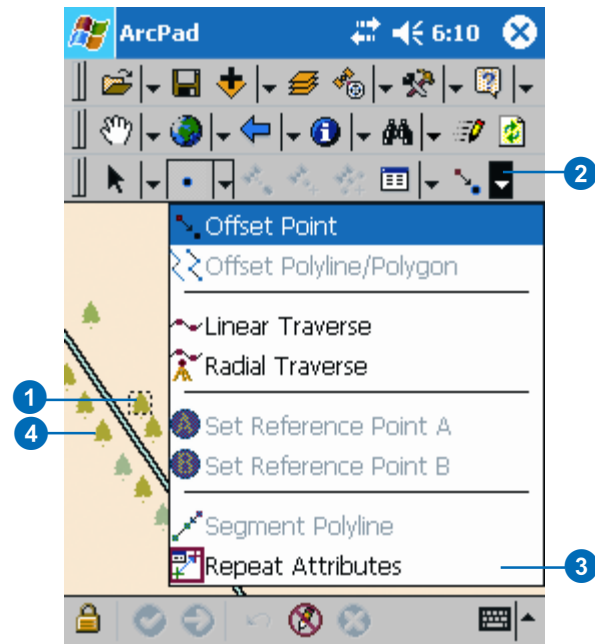 ArcPad 6:10
2
Offset Point
Offset Polyline/Polygon
Linear Traverse
Radial Traverse
1
4
A Set Reference Point A
B Set Reference Point B
Segment Polyline
Repeat Attributes
3